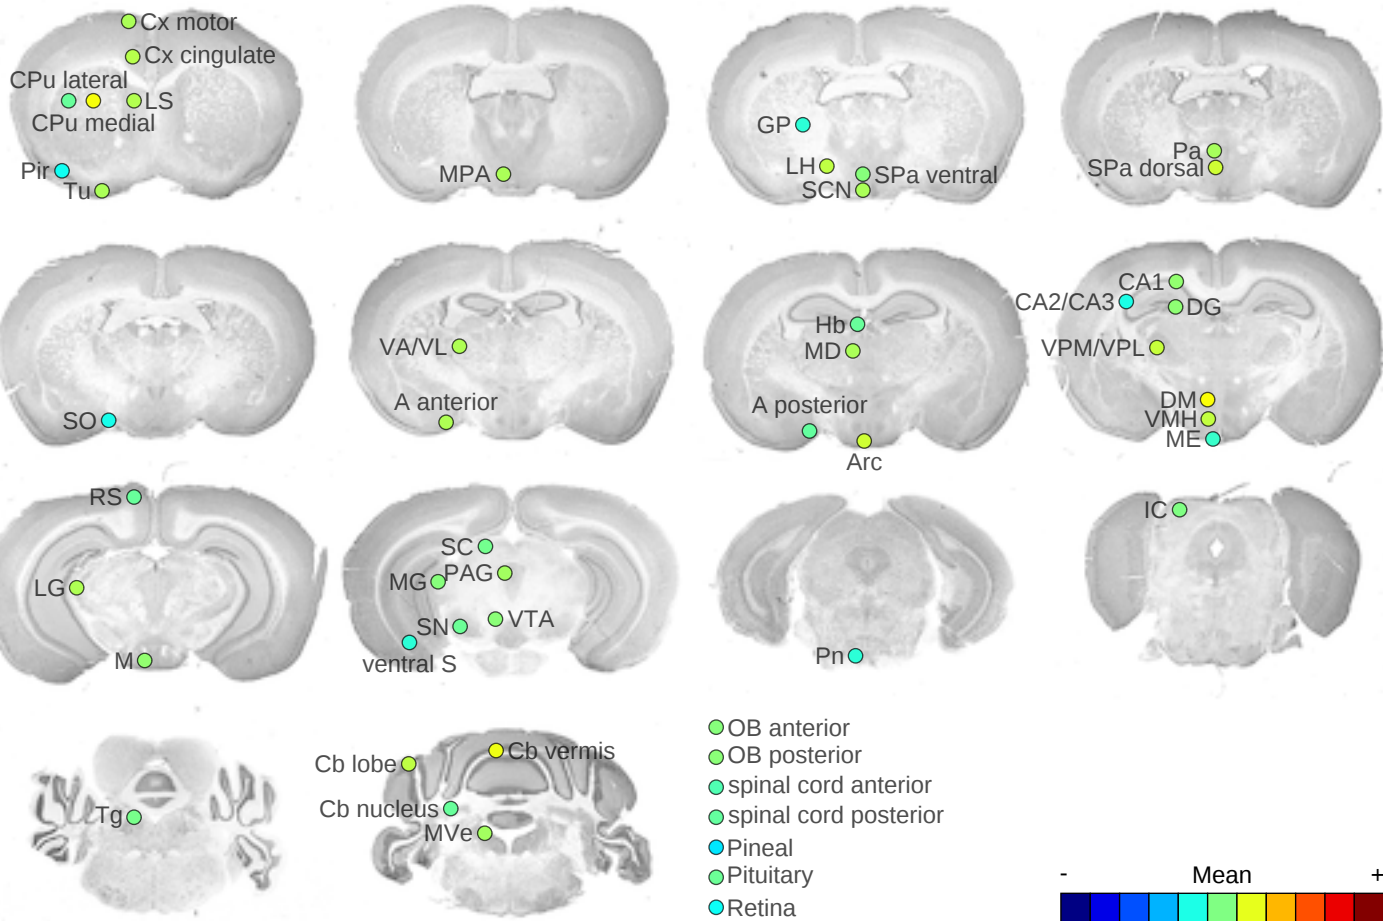 Cx motor
Cx cingulate
CPu lateral
LS
CPu medial
Pir
Tu
MPA
GP
LH
SPa ventral
SCN
Pa
SPa dorsal
SO
VA/VL
A anterior
Hb
MD
A posterior
Arc
CA1
CA2/CA3
DG
VPM/VPL
DM
VMH
ME
RS
LG
M
SC
MG
PAG
SN
VTA
ventral S
Pn
IC
Tg
Cb lobe
Cb vermis
Cb nucleus
MVe
OB anterior
OB posterior
spinal cord anterior
spinal cord posterior
Pineal
Pituitary
Retina
- Mean +